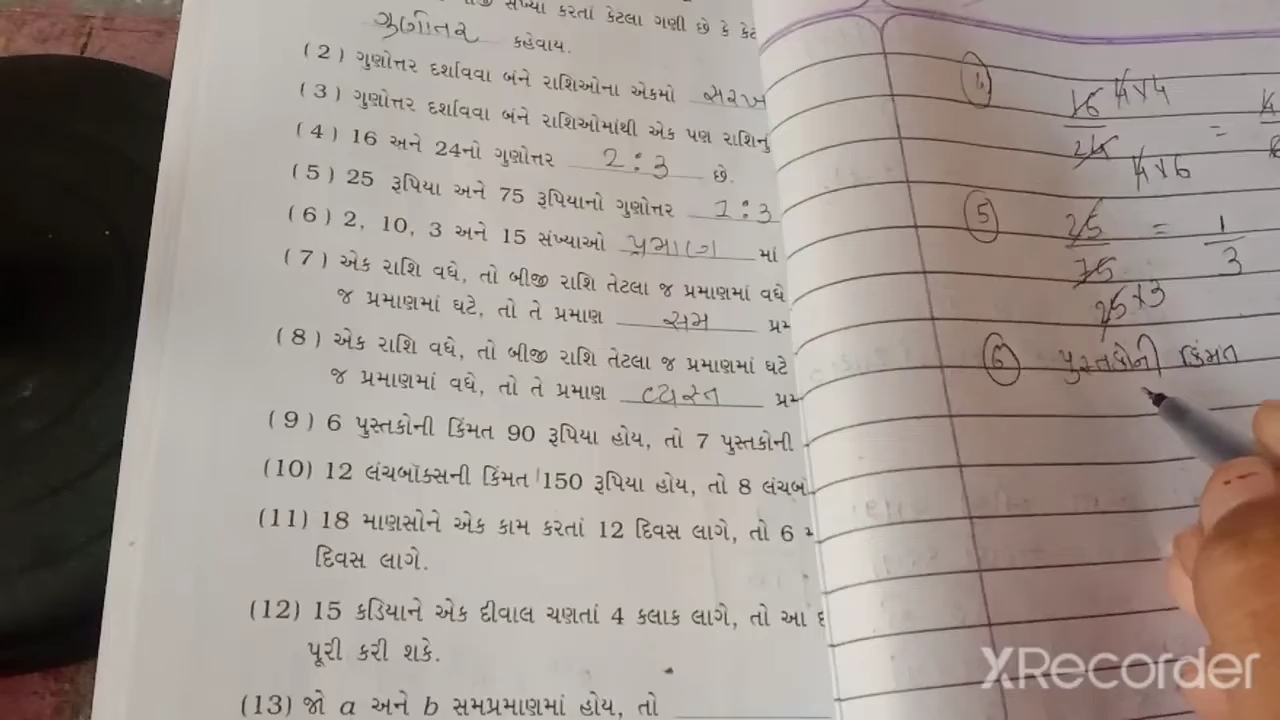 સંખ્યા કરતાં કેટલા ગણી છે કે કેટ
ગુણોત્તર કહેવાય.
(2) ગુણોત્તર દર્શાવવા બંને રાશિઓના એકમો સરખ
(3) ગુણોત્તર દર્શાવવા બંને રાશિઓમાંથી એક પણ રાશિનું
(4) 16 અને 24નો ગુણોત્તર 2:3 છે.
(5) 25 રૂપિયા અને 75 રૂપિયાનો ગુણોત્તર 1:3
(6) 2, 10, 3 અને 15 સંખ્યાઓ પ્રમાણ માં
(7) એક રાશિ વધે, તો બીજી રાશિ તેટલા જ પ્રમાણમાં વધે
જ પ્રમાણમાં ઘટે, તો તે પ્રમાણ સમ પ્રમ
(8) એક રાશિ વધે, તો બીજી રાશિ તેટલા જ પ્રમાણમાં ઘટે
જ પ્રમાણમાં વધે, તો તે પ્રમાણ વ્યસ્ત પ્રમ
(9) 6 પુસ્તકોની કિંમત 90 રૂપિયા હોય, તો 7 પુસ્તકોની
(10) 12 લંચબૉક્સની કિંમત 150 રૂપિયા હોય, તો 8 લંચબૉ
(11) 18 માણસોને એક કામ કરતાં 12 દિવસ લાગે, તો 6 મ
દિવસ લાગે.
(12) 15 કડિયાને એક દીવાલ ચણતાં 4 કલાક લાગે, તો આ દ
પૂરી કરી શકે.
(13) જો a અને b સમપ્રમાણમાં હોય, તો
16 4×4
24 = 4
4×6
5 25 = 1
75 3
25×3
6 પુસ્તકોની કિંમત
XRecorder